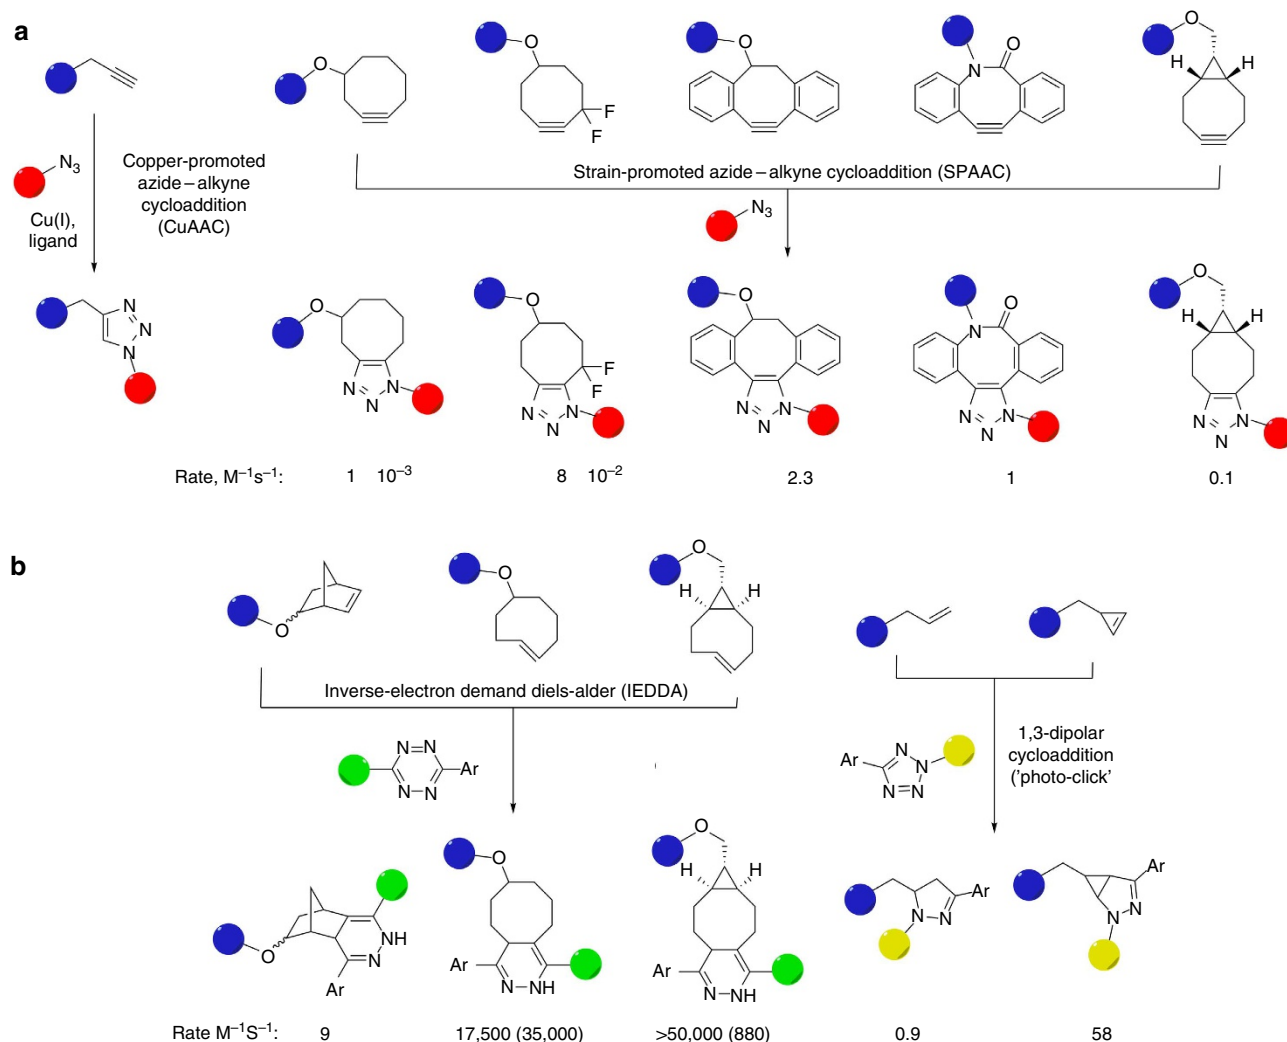 a
O
O
F
F
O
N
O
O
H
H
N3
Cu(I),
ligand
Copper-promoted
azide–alkyne
cycloaddition
(CuAAC)
Strain-promoted azide–alkyne cycloaddition (SPAAC)
N3
N
N
N
O
N
N
N
O
F
F
N
N
N
O
N
N
N
N
O
N
N
N
O
H
H
N
N
N
Rate, M–1s–1: 1 10–3 8 10–2 2.3 1 0.1
b
O
O
O
H
H
Inverse-electron demand diels-alder (IEDDA)
N N
N N
Ar
Ar
N
N
N N
1,3-dipolar
cycloaddition
('photo-click'
O
NH
N
Ar
O
Ar
N
NH
O
H
H
Ar
N
NH
Ar
N
N
Ar
N
N
Rate M–1S–1: 9 17,500 (35,000) >50,000 (880) 0.9 58